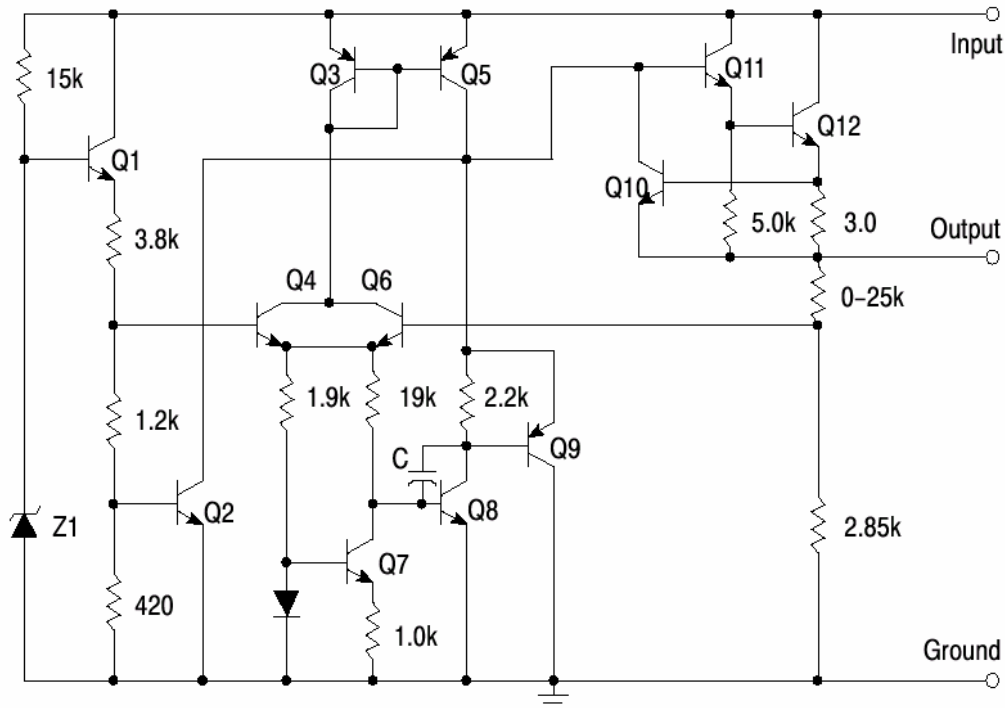 Input
Q3
Q5
Q11
15k
Q12
Q1
Q10
5.0k
3.0
Output
3.8k
Q4
Q6
0–25k
1.9k
19k
2.2k
1.2k
C
Q9
Q2
Q8
Z1
2.85k
Q7
420
1.0k
Ground